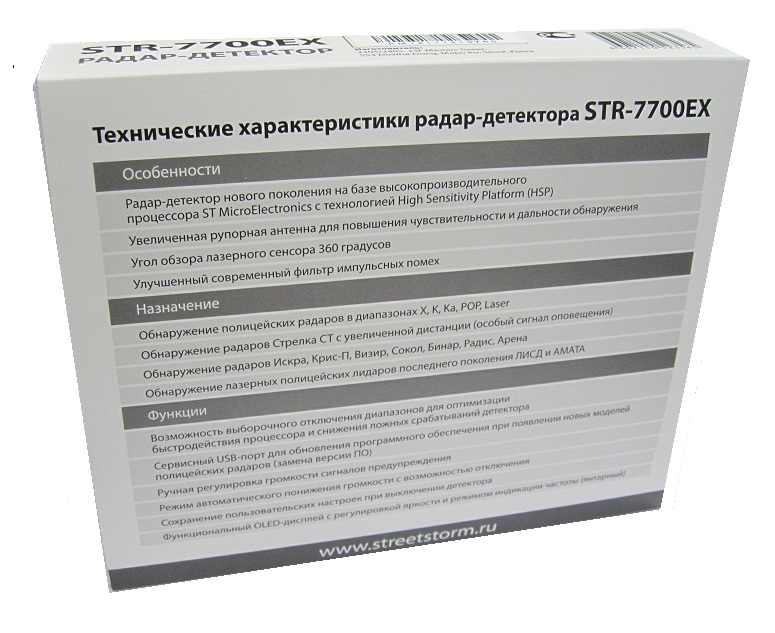 STR-7700EX
РАДАР-ДЕТЕКТОР
ИЗГОТОВИТЕЛЬ:
Технические характеристики радар-детектора STR-7700EX
Особенности
Радар-детектор нового поколения на базе высокопроизводительного
процессора ST MicroElectronics с технологией High Sensitivity Platform (HSP)
Увеличенная рупорная антенна для повышения чувствительности и дальности обнаружения
Угол обзора лазерного сенсора 360 градусов
Улучшенный современный фильтр импульсных помех
Назначение
Обнаружение полицейских радаров в диапазонах X, K, Ka, POP, Laser
Обнаружение радаров Стрелка СТ с увеличенной дистанции (особый сигнал оповещения)
Обнаружение радаров Искра, Крис-П, Визир, Сокол, Бинар, Радис, Арена
Обнаружение лазерных полицейских лидаров последнего поколения ЛИСД и АМАТА
Функции
Возможность выборочного отключения диапазонов для оптимизации
быстродействия процессора и снижения ложных срабатываний детектора
Сервисный USB-порт для обновления программного обеспечения при появлении новых моделей
полицейских радаров (замена версии ПО)
Ручная регулировка громкости сигналов предупреждения
Режим автоматического понижения громкости с возможностью отключения
Сохранение пользовательских настроек при выключении детектора
Функциональный OLED-дисплей с регулировкой яркости и режимом индикации частоты (янтарный)
www.streetstorm.ru